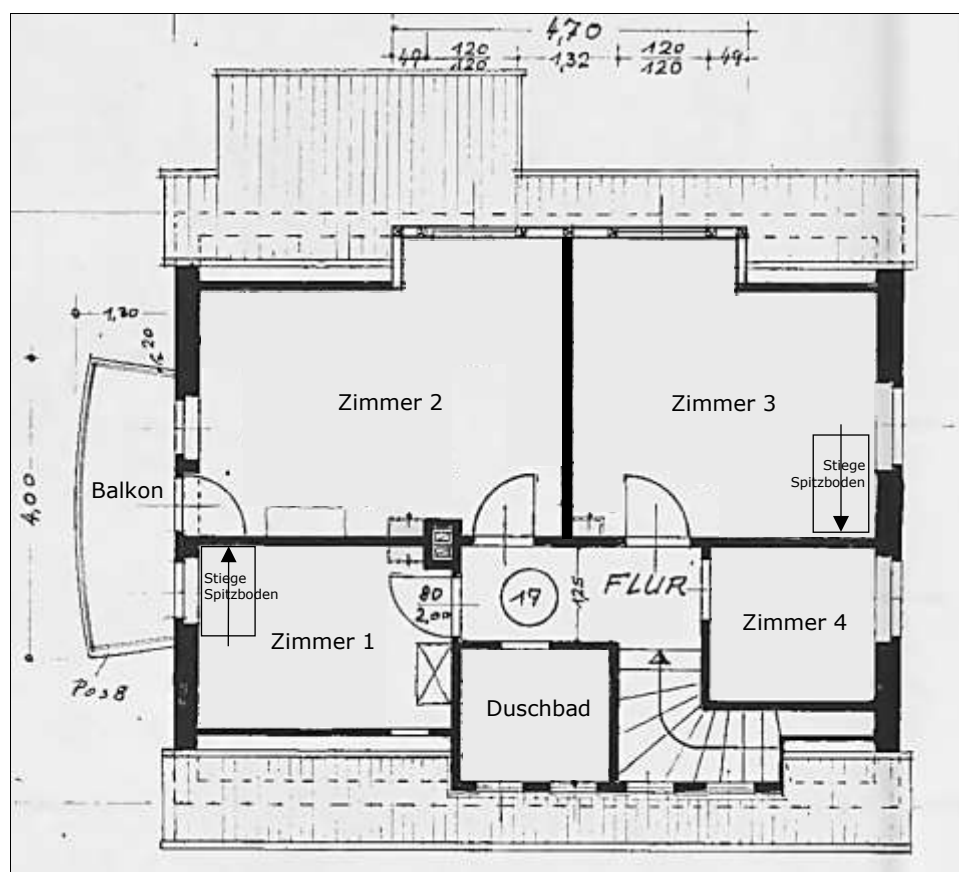 4,70
49 120/120 1,32 120/120 49
1,30
20
Zimmer 2
Zimmer 3
Stiege
Spitzboden
Balkon
4,00
Stiege
Spitzboden
80
2,00
17
1,25
FLUR
Zimmer 1
Zimmer 4
Pos 8
Duschbad